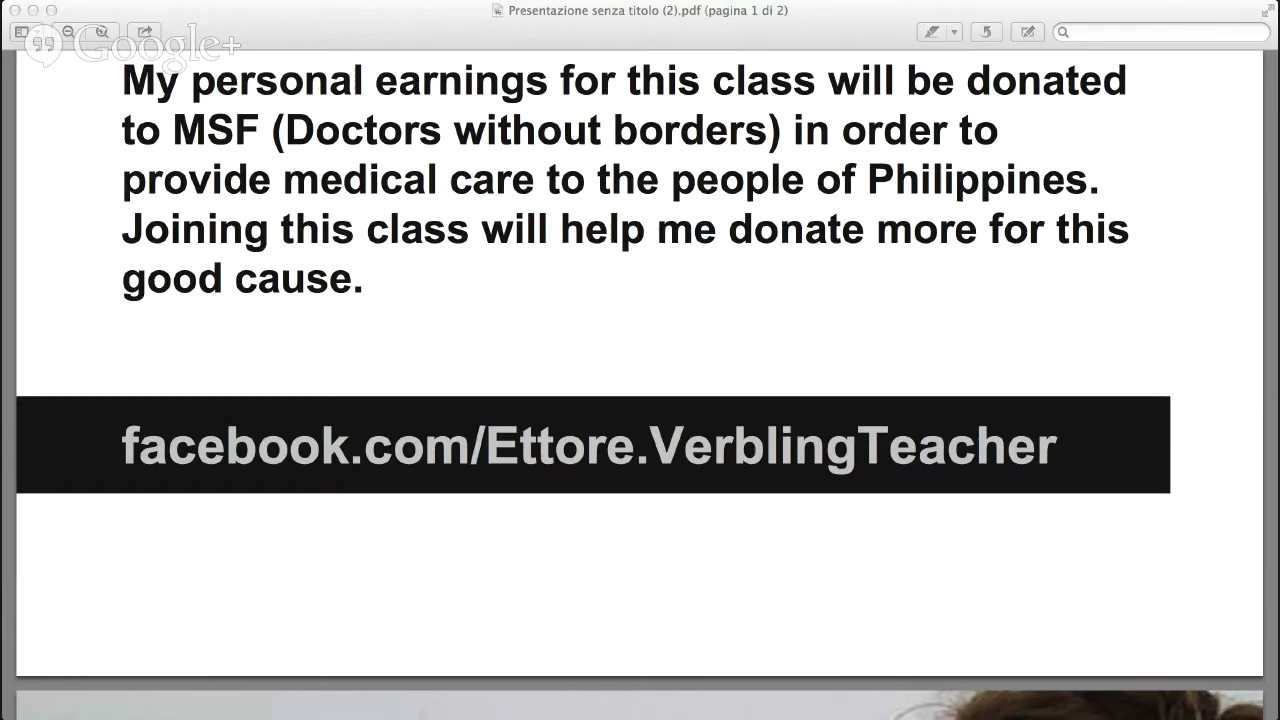 Presentazione senza titolo (2).pdf (pagina 1 di 2)
Google+
My personal earnings for this class will be donated
to MSF (Doctors without borders) in order to
provide medical care to the people of Philippines.
Joining this class will help me donate more for this
good cause.
facebook.com/Ettore.VerblingTeacher